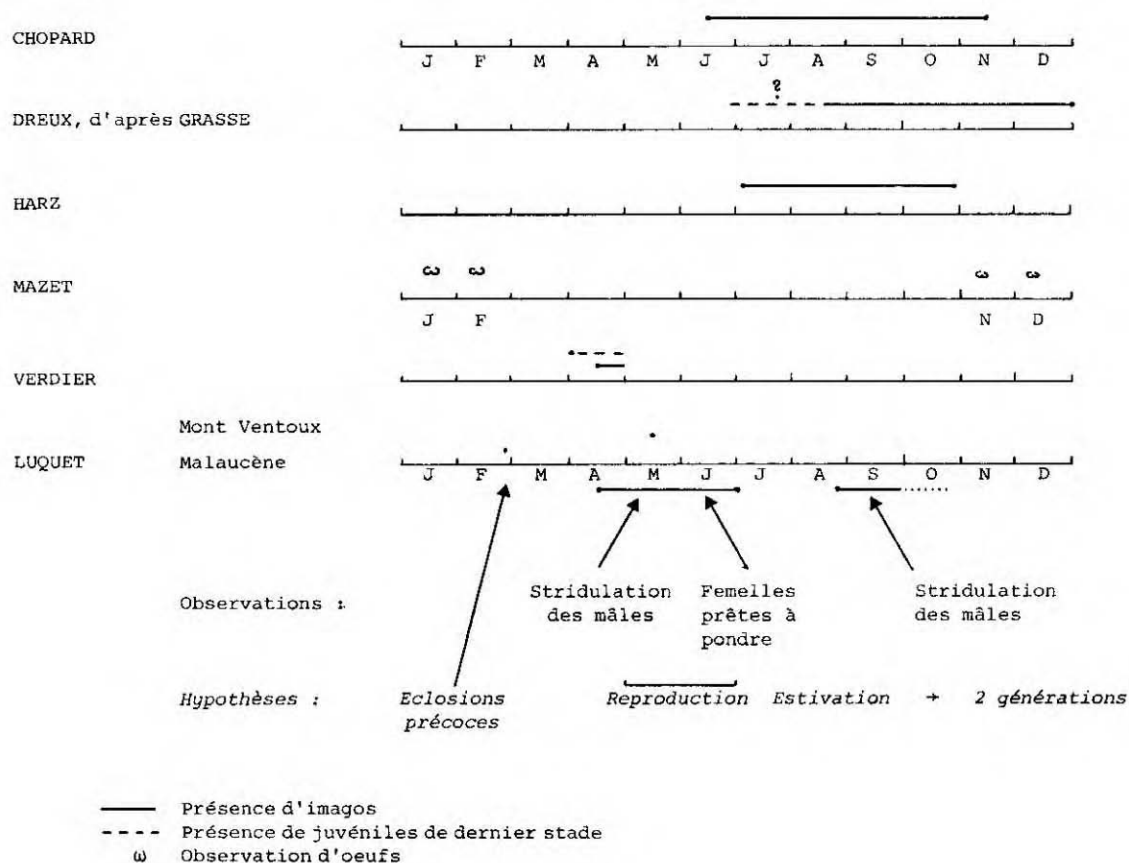 CHOPARD
J F M A M J J A S O N D
?
DREUX, d'après GRASSE
HARZ
ω ω ω ω
MAZET
J F N D
VERDIER
Mont Ventoux
LUQUET Malaucène
J F M A M J J A S O N D
Observations :
Stridulation des mâles
Femelles prêtes à pondre
Stridulation des mâles
Hypothèses :
Eclosions précoces
Reproduction Estivation → 2 générations
Présence d'imagos
Présence de juvéniles de dernier stade
ω Observation d'oeufs